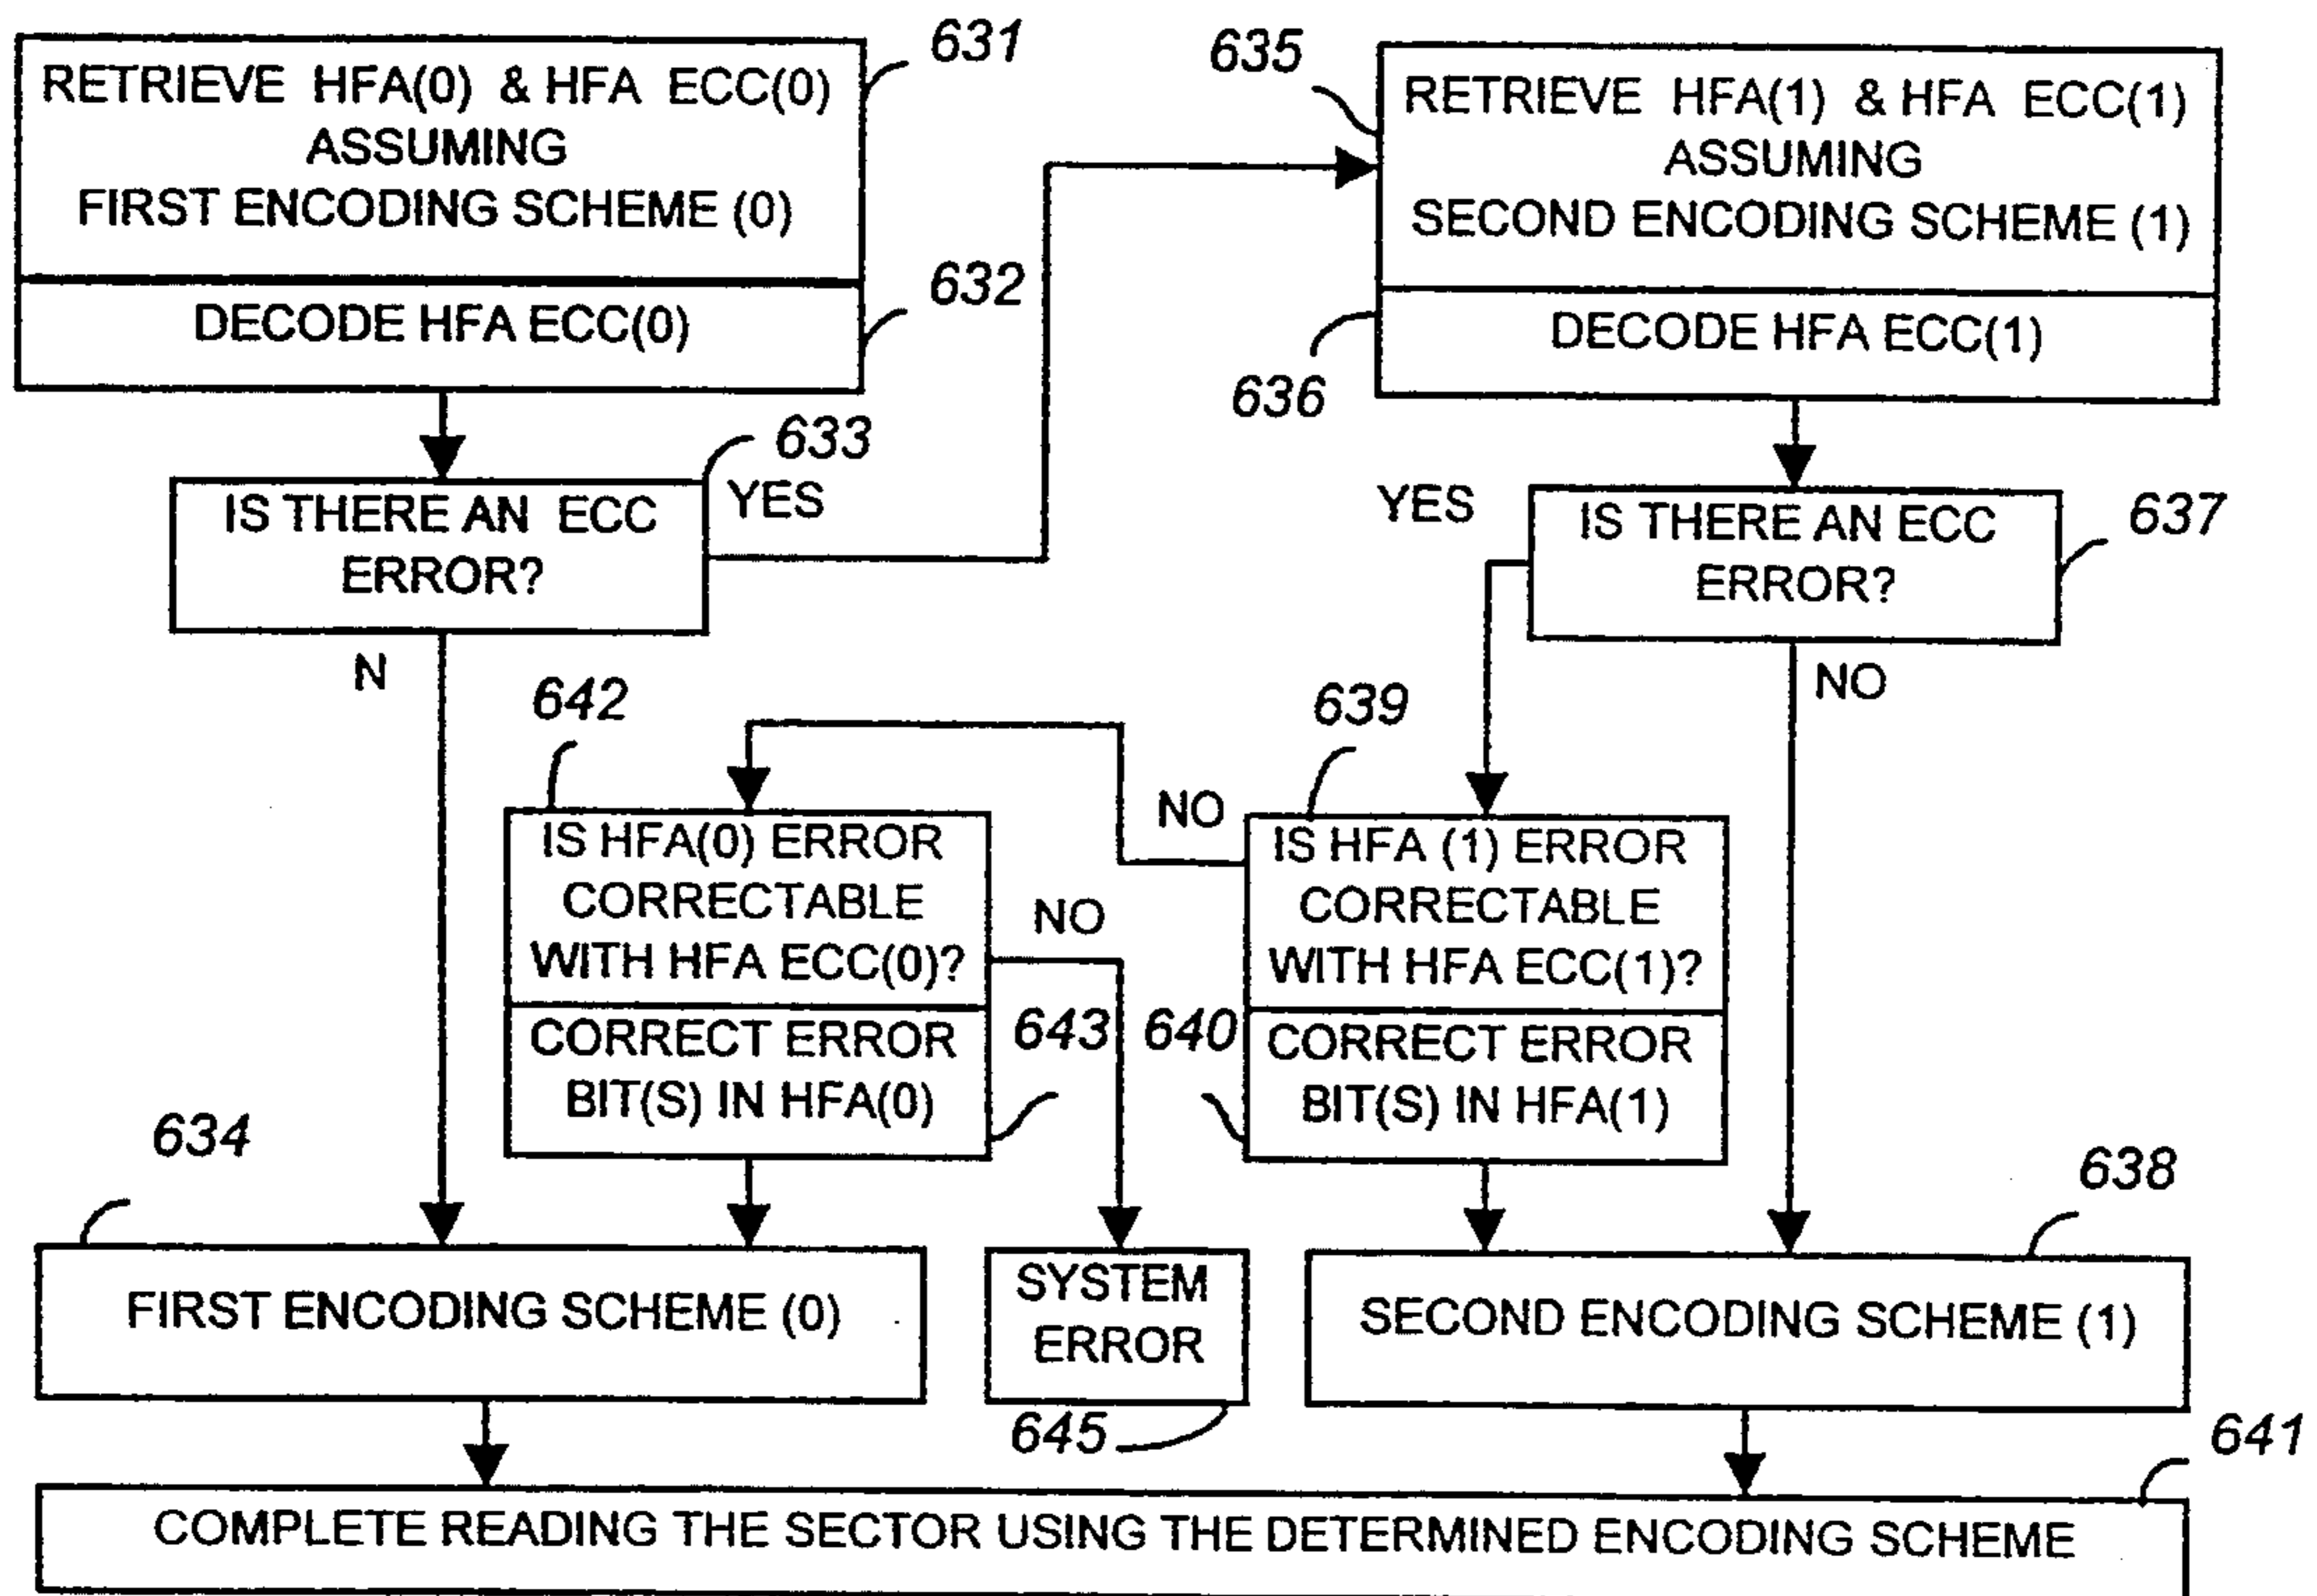 631
RETRIEVE HFA(0) & HFA ECC(0)
ASSUMING
FIRST ENCODING SCHEME (0)
632
DECODE HFA ECC(0)
635
RETRIEVE HFA(1) & HFA ECC(1)
ASSUMING
SECOND ENCODING SCHEME (1)
636
DECODE HFA ECC(1)
633
IS THERE AN ECC
ERROR?
YES
N
637
YES
IS THERE AN ECC
ERROR?
NO
642
IS HFA(0) ERROR
CORRECTABLE
WITH HFA ECC(0)?
NO
643
CORRECT ERROR
BIT(S) IN HFA(0)
639
NO
IS HFA (1) ERROR
CORRECTABLE
WITH HFA ECC(1)?
640
CORRECT ERROR
BIT(S) IN HFA(1)
634
FIRST ENCODING SCHEME (0)
SYSTEM
ERROR
645
638
SECOND ENCODING SCHEME (1)
641
COMPLETE READING THE SECTOR USING THE DETERMINED ENCODING SCHEME